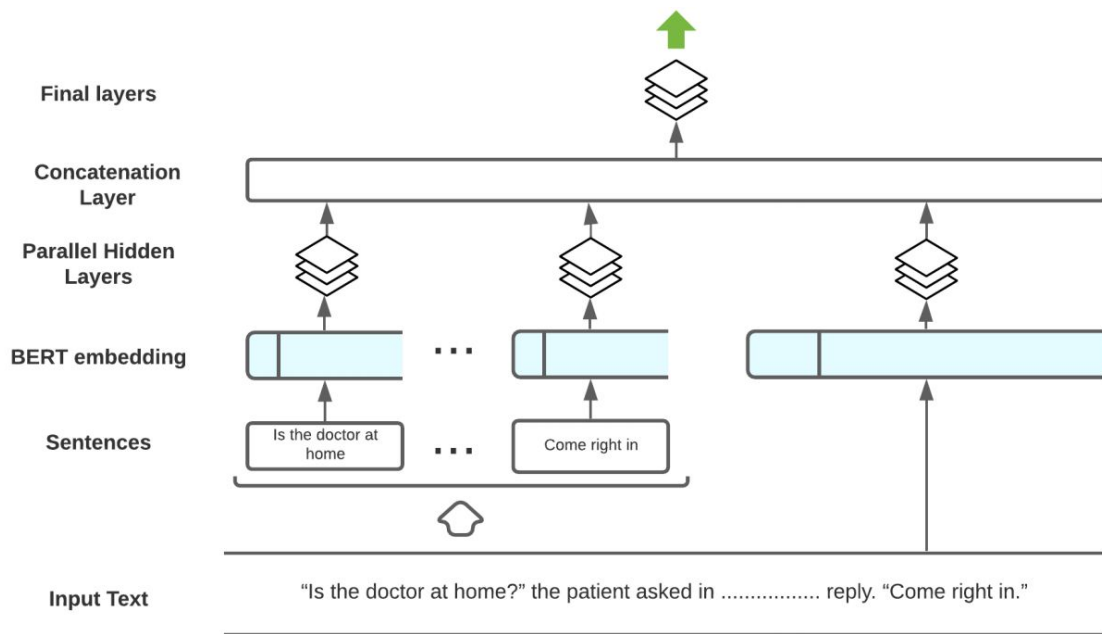 Final layers
Concatenation
Layer
Parallel Hidden
Layers
BERT embedding
...
Sentences
Is the doctor at
home
...
Come right in
Input Text
“Is the doctor at home?” the patient asked in ................. reply. “Come right in.”